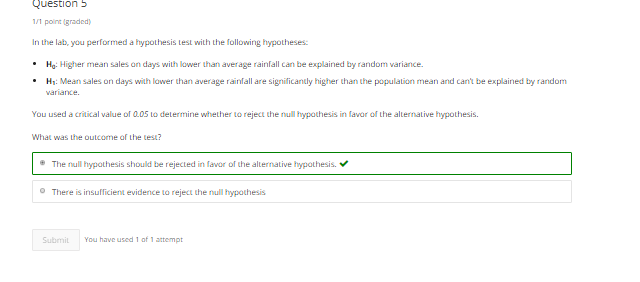 Question 5
1/1 point (graded)
In the lab, you performed a hypothesis test with the following hypotheses:
• H₀: Higher mean sales on days with lower than average rainfall can be explained by random variance.
• H₁: Mean sales on days with lower than average rainfall are significantly higher than the population mean and can't be explained by random
variance.
You used a critical value of 0.05 to determine whether to reject the null hypothesis in favor of the alternative hypothesis.
What was the outcome of the test?
The null hypothesis should be rejected in favor of the alternative hypothesis. ✔
There is insufficient evidence to reject the null hypothesis
Submit You have used 1 of 1 attempt